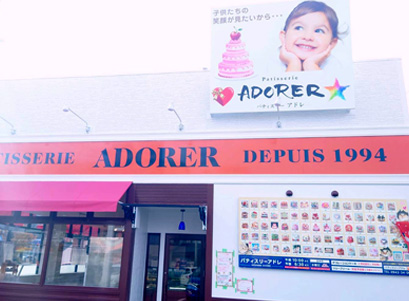 子供たちの
笑顔が見たいから・・・
Patisserie
ADORER
パティスリー アドレ
TISSERIE ADORER DEPUIS 1994
パティスリーアドレ